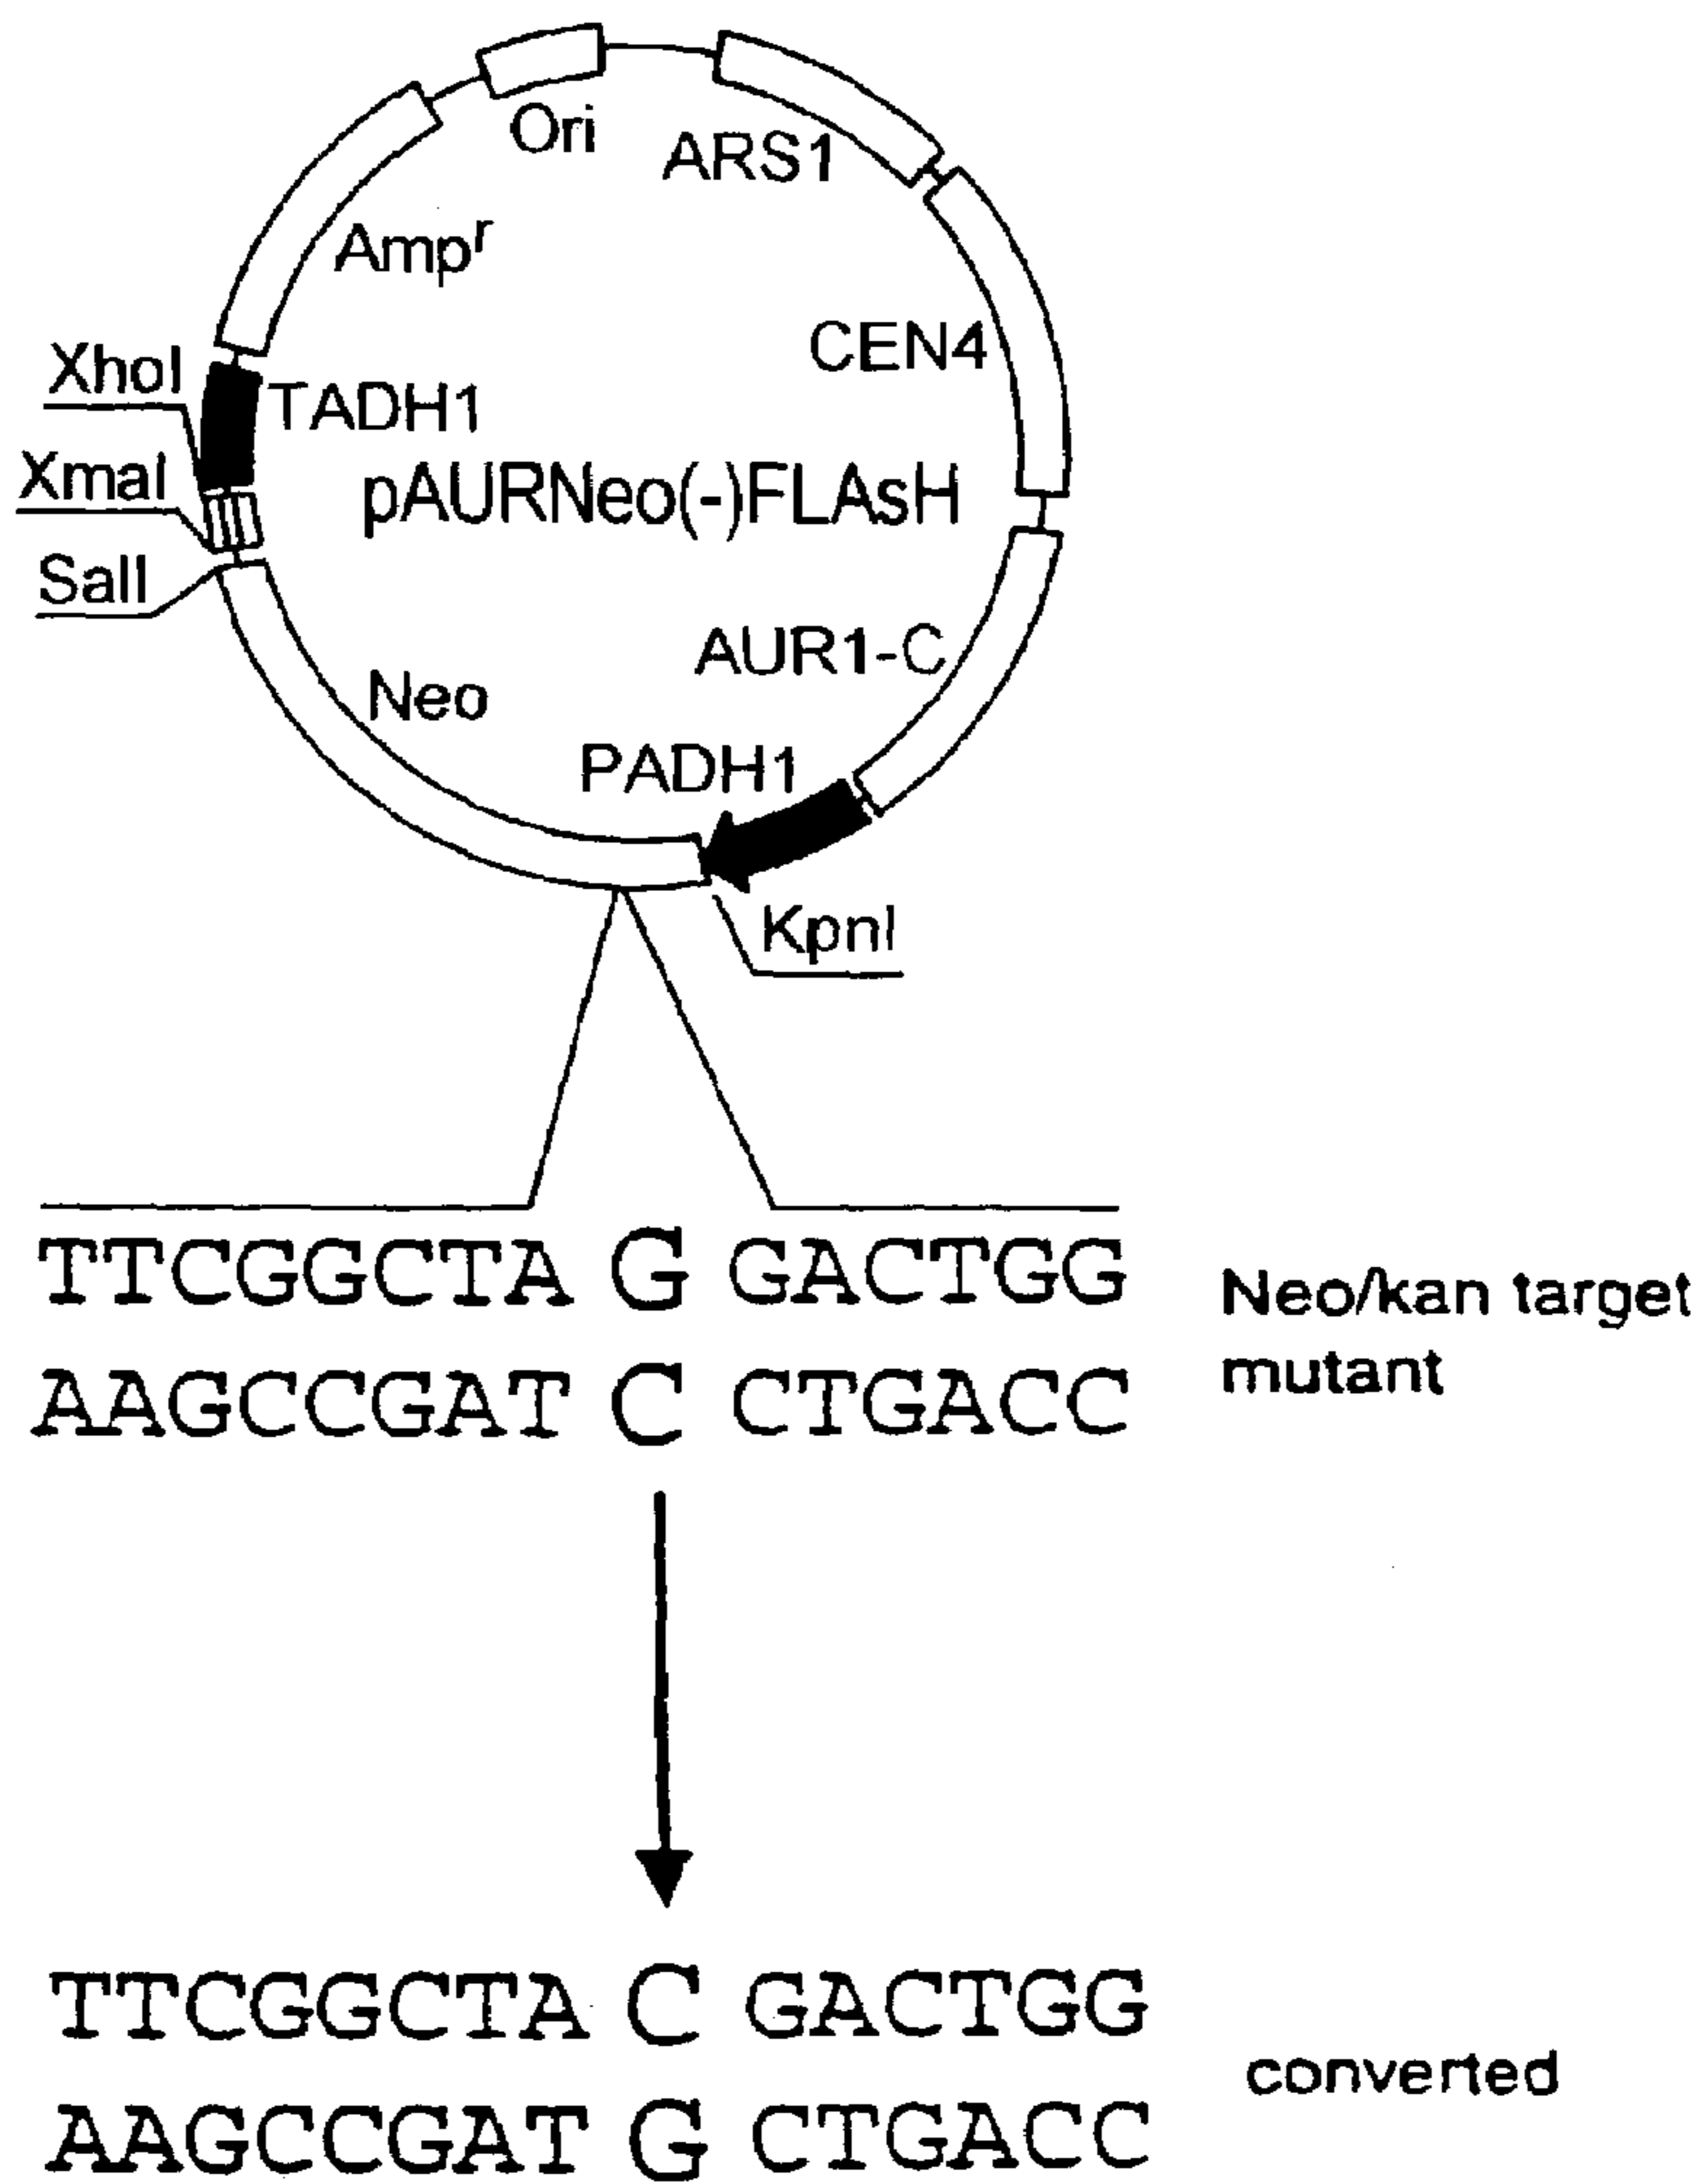 Ori
ARS1
Ampr
CEN4
XhoI
TADH1
XmaI
pAURNeo(-)FLAsH
SalI
AUR1-C
Neo
PADH1
KpnI
TTCGGCTA G GACTGG
AAGCCGAT C CTGACC
Neo/kan target
mutant
TTCGGCTA C GACTGG
AAGCCGAT G CTGACC
converted